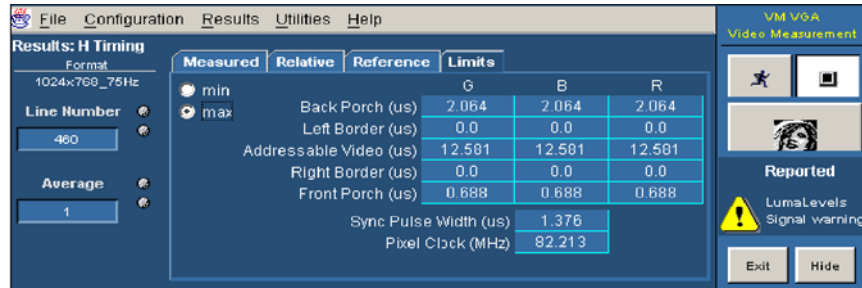 File Configuration Results Utilities Help
Results: H Timing
Format
1024x768_75Hz
Line Number
460
Average
1
Measured Relative Reference Limits
min
max
G B R
Back Porch (us) 2.064 2.064 2.064
Left Border (us) 0.0 0.0 0.0
Addressable Video (us) 12.581 12.581 12.581
Right Border (us) 0.0 0.0 0.0
Front Porch (us) 0.688 0.688 0.688
Sync Pulse Width (us) 1.376
Pixel Clock (MHz) 82.213
VM VGA
Video Measurement
Reported
LumaLevels
Signal warning
Exit Hide